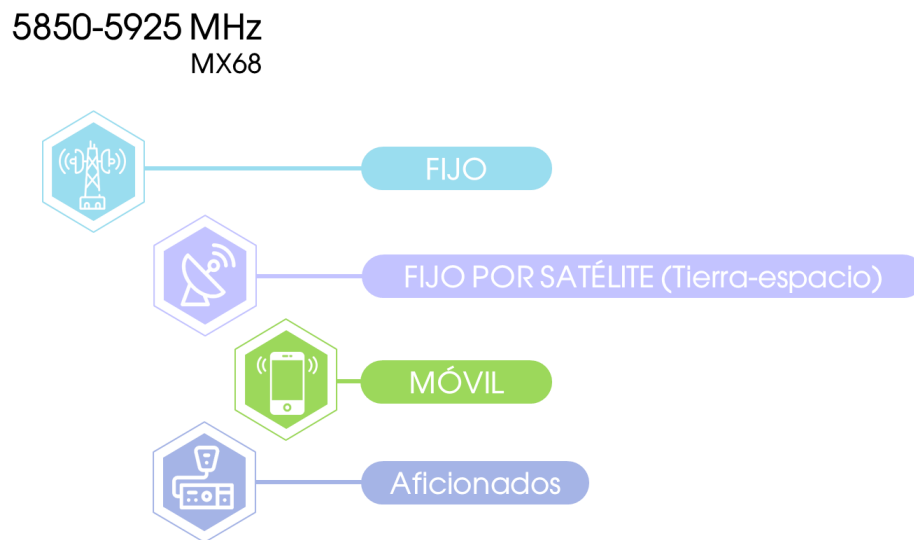 5850-5925 MHz
MX68
FIJO
FIJO POR SATÉLITE (Tierra-espacio)
MÓVIL
Aficionados